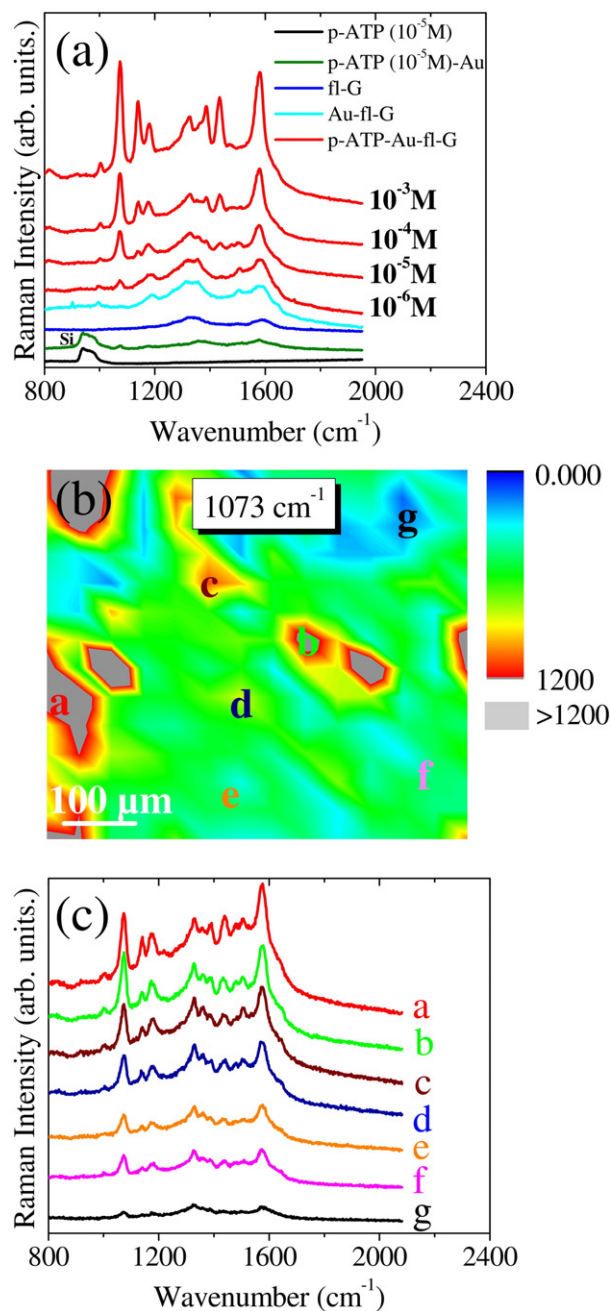 (a)
p-ATP (10⁻⁵M)
p-ATP (10⁻⁵M)-Au
fl-G
Au-fl-G
p-ATP-Au-fl-G
10⁻³M
10⁻⁴M
10⁻⁵M
10⁻⁶M
Si
Raman Intensity (arb. units.)
800 1200 1600 2000 2400
Wavenumber (cm⁻¹)
(b)
1073 cm⁻¹
g
c
b
a
d
e
f
100 µm
0.000
1200
>1200
(c)
a
b
c
d
e
f
g
Raman Intensity (arb. units.)
800 1200 1600 2000 2400
Wavenumber (cm⁻¹)